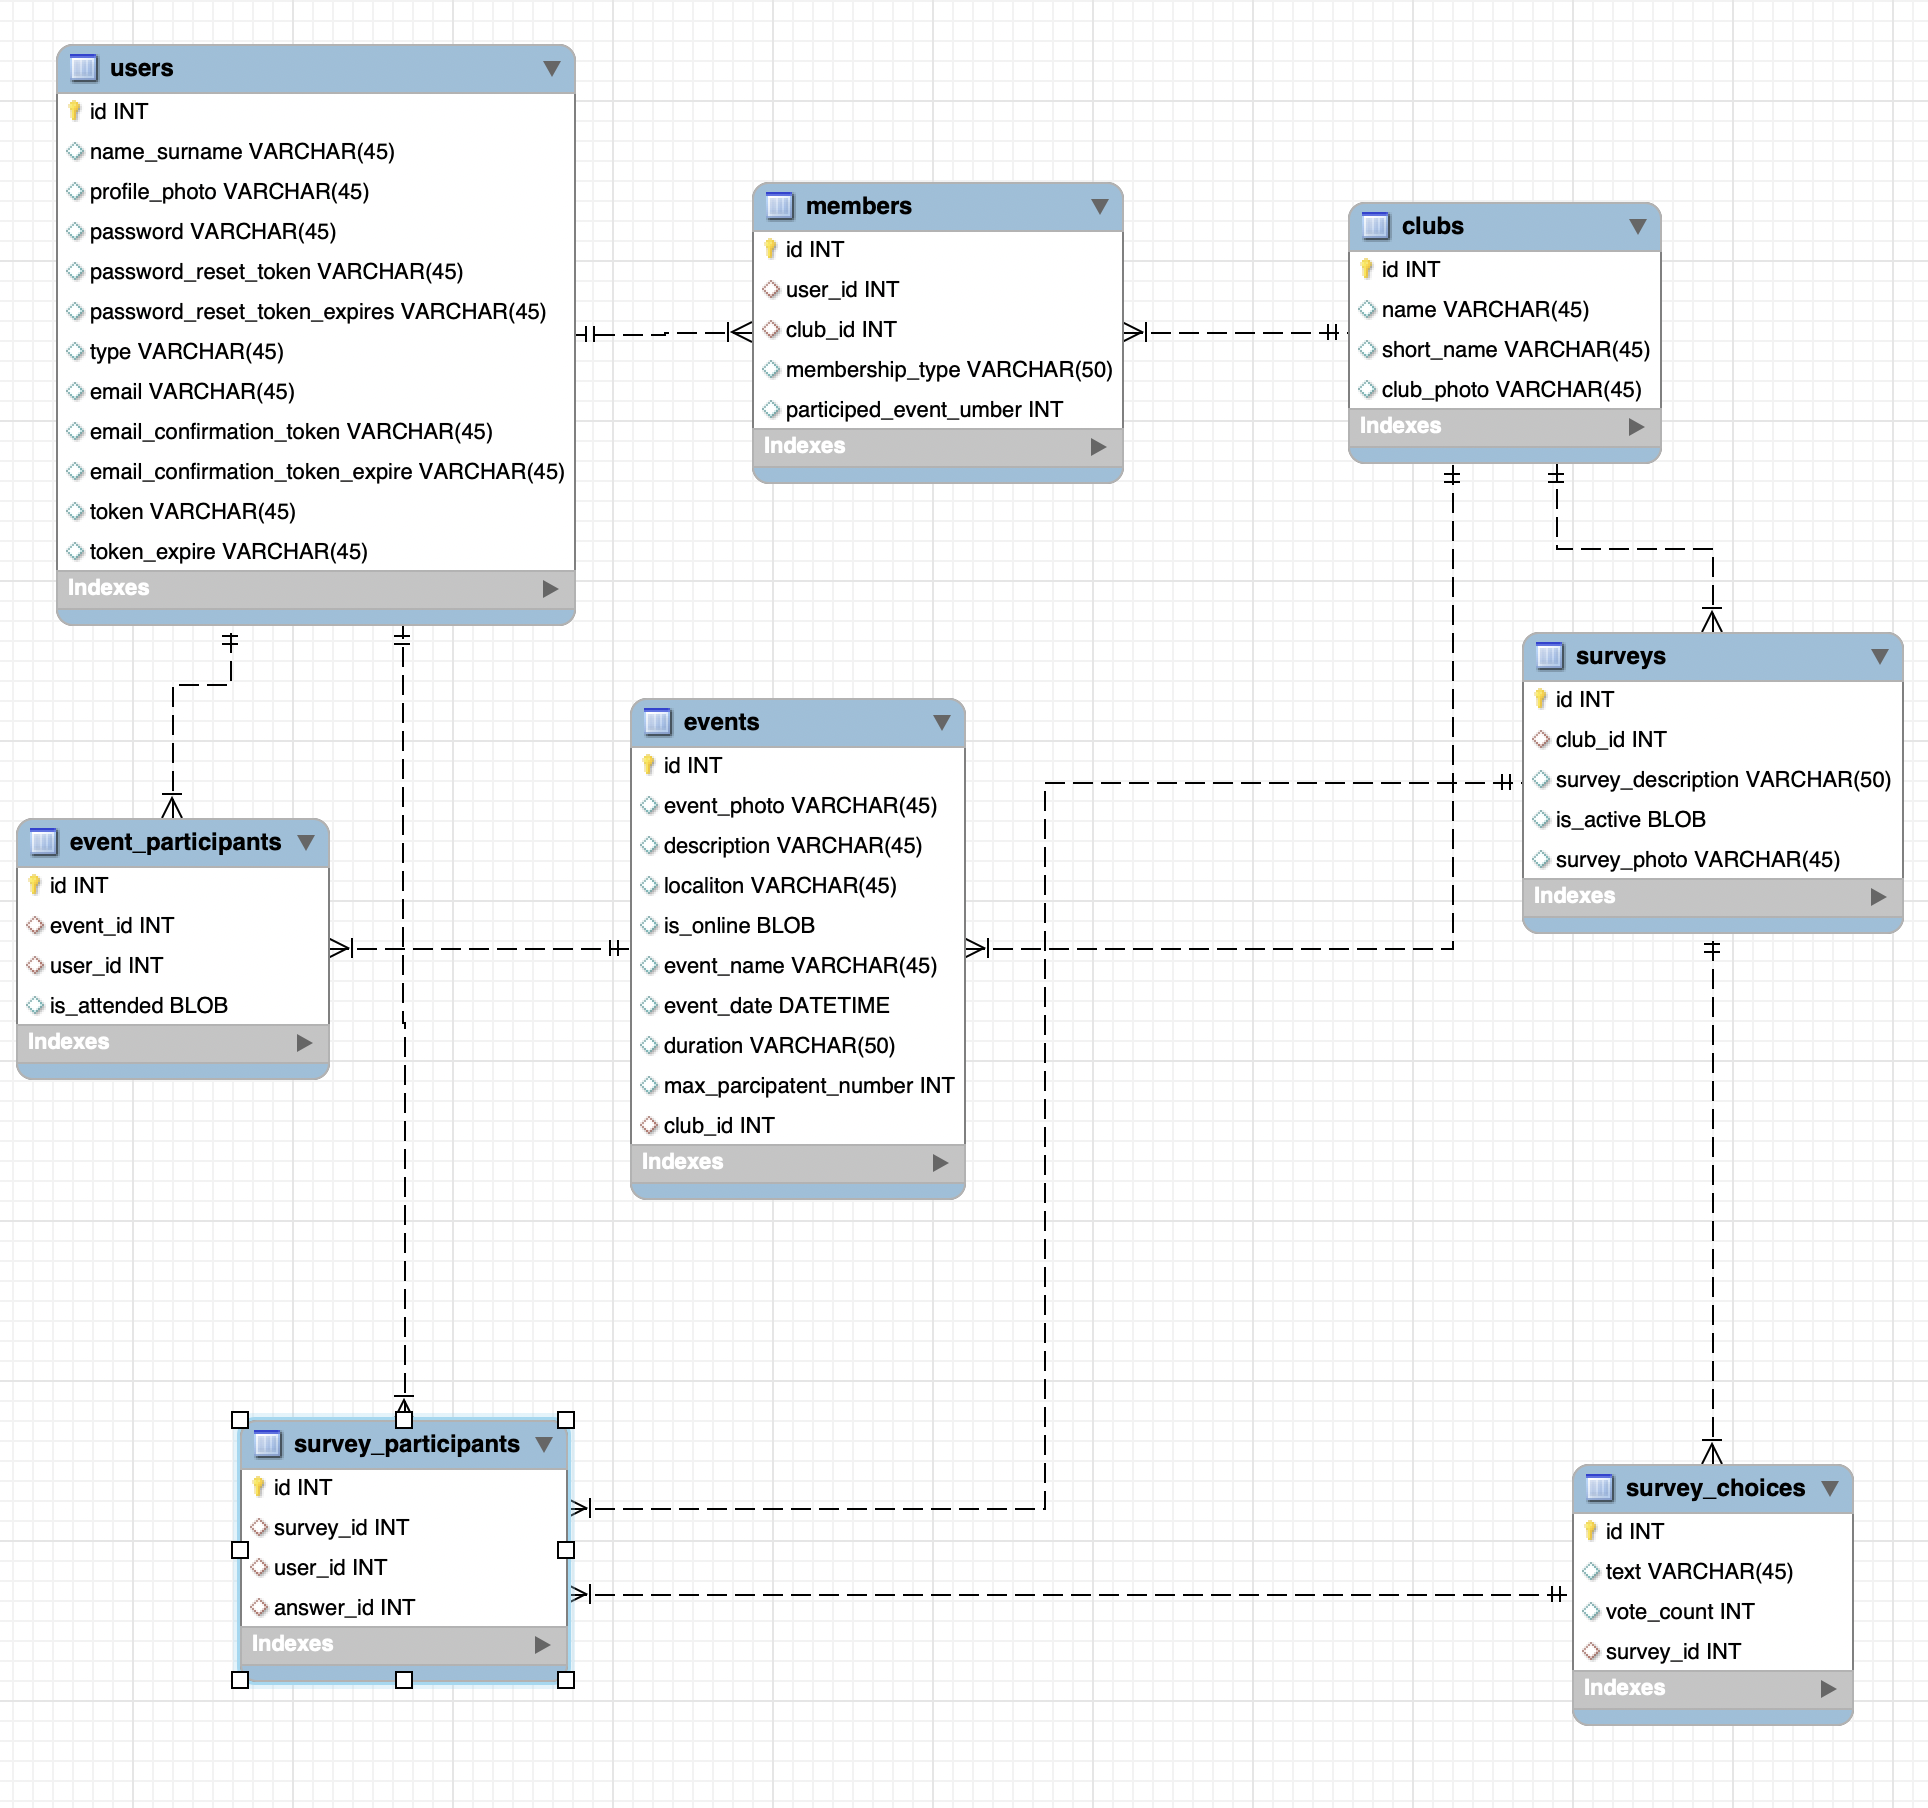 users
id INT
name_surname VARCHAR(45)
profile_photo VARCHAR(45)
password VARCHAR(45)
password_reset_token VARCHAR(45)
password_reset_token_expires VARCHAR(45)
type VARCHAR(45)
email VARCHAR(45)
email_confirmation_token VARCHAR(45)
email_confirmation_token_expire VARCHAR(45)
token VARCHAR(45)
token_expire VARCHAR(45)
Indexes
members
id INT
user_id INT
club_id INT
membership_type VARCHAR(50)
participed_event_umber INT
Indexes
clubs
id INT
name VARCHAR(45)
short_name VARCHAR(45)
club_photo VARCHAR(45)
Indexes
surveys
id INT
club_id INT
survey_description VARCHAR(50)
is_active BLOB
survey_photo VARCHAR(45)
Indexes
events
id INT
event_photo VARCHAR(45)
description VARCHAR(45)
localiton VARCHAR(45)
is_online BLOB
event_name VARCHAR(45)
event_date DATETIME
duration VARCHAR(50)
max_parcipatent_number INT
club_id INT
Indexes
event_participants
id INT
event_id INT
user_id INT
is_attended BLOB
Indexes
survey_participants
id INT
survey_id INT
user_id INT
answer_id INT
Indexes
survey_choices
id INT
text VARCHAR(45)
vote_count INT
survey_id INT
Indexes